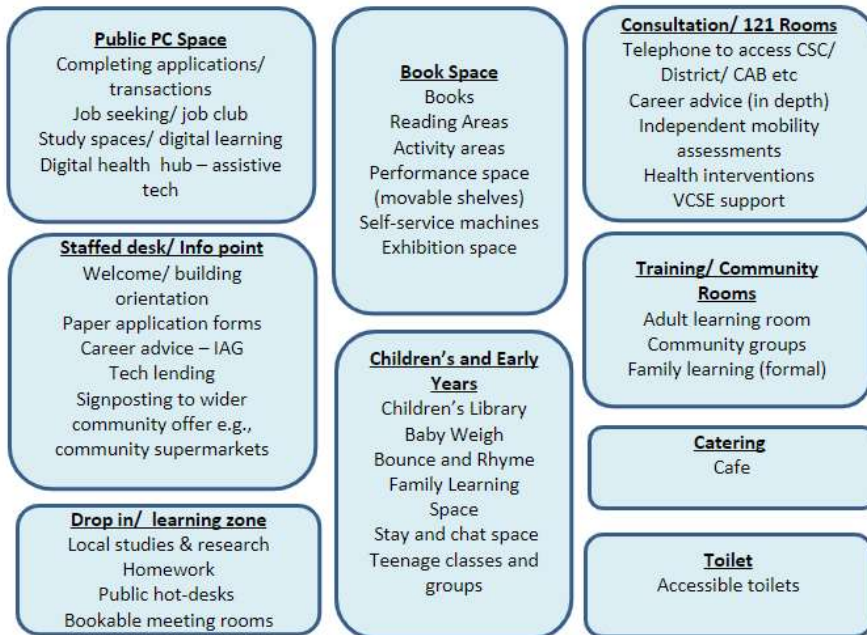 Public PC Space
Completing applications/
transactions
Job seeking/ job club
Study spaces/ digital learning
Digital health  hub – assistive
tech
Staffed desk/ Info point
Welcome/ building
orientation
Paper application forms
Career advice – IAG
Tech lending
Signposting to wider
community offer e.g.,
community supermarkets
Drop in/  learning zone
Local studies & research
Homework
Public hot-desks
Bookable meeting rooms
Book Space
Books
Reading Areas
Activity areas
Performance space
(movable shelves)
Self-service machines
Exhibition space
Children’s and Early
Years
Children’s Library
Baby Weigh
Bounce and Rhyme
Family Learning
Space
Stay and chat space
Teenage classes and
groups
Consultation/ 121 Rooms
Telephone to access CSC/
District/ CAB etc
Career advice (in depth)
Independent mobility
assessments
Health interventions
VCSE support
Training/ Community
Rooms
Adult learning room
Community groups
Family learning (formal)
Catering
Cafe
Toilet
Accessible toilets